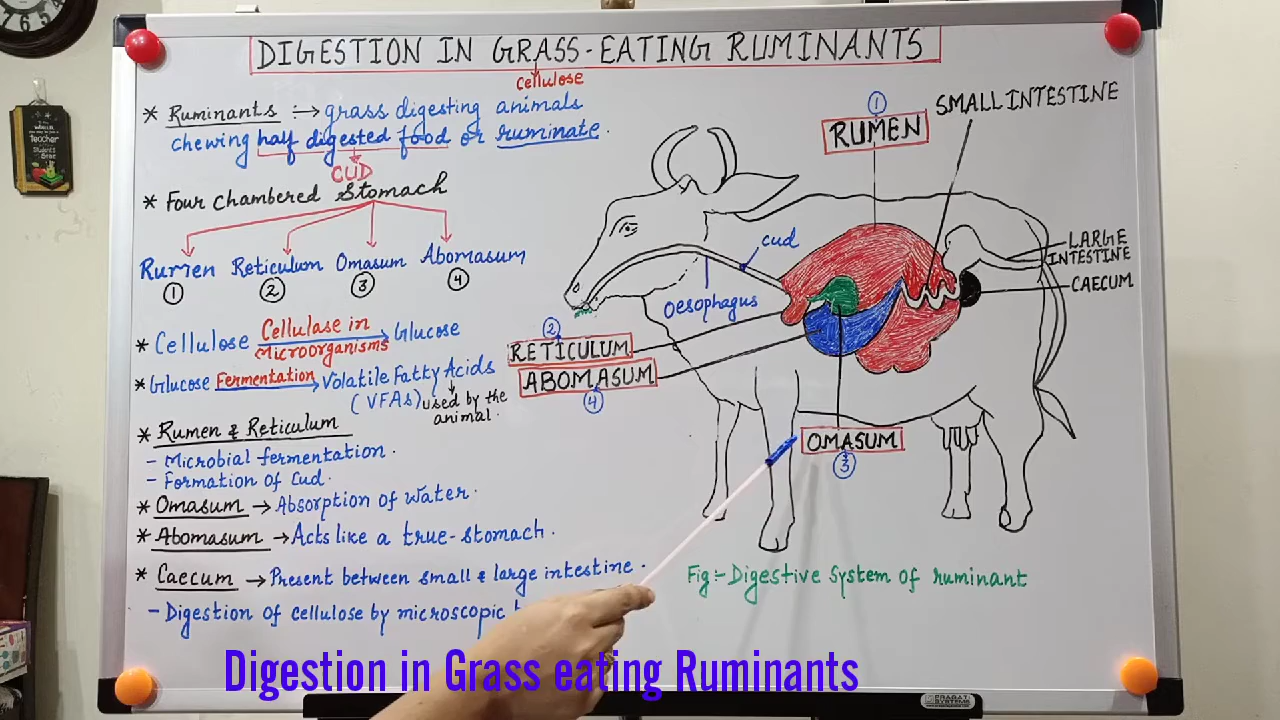 DIGESTION IN GRASS-EATING RUMINANTS
Cellulose
* Ruminants :→ grass digesting animals
chewing half digested food or ruminate.
CUD
* Four Chambered Stomach
Rumen Reticulum Omasum Abomasum
1 2 3 4
* Cellulose Cellulase in Microorganisms → Glucose
* Glucose Fermentation → Volatile Fatty Acids
(VFAs) used by the
animal.
* Rumen & Reticulum
- Microbial fermentation.
- Formation of Cud.
* Omasum → Absorption of Water.
* Abomasum → Acts like a true-stomach.
* Caecum → Present between small & large intestine.
- Digestion of cellulose by microscopic
1
RUMEN
SMALL INTESTINE
cud
Oesophagus
LARGE
INTESTINE
CAECUM
2
RETICULUM
ABOMASUM
4
OMASUM
3
Fig:- Digestive System of ruminant
Digestion in Grass eating Ruminants
teacher
PRABAT
SYSTEMS